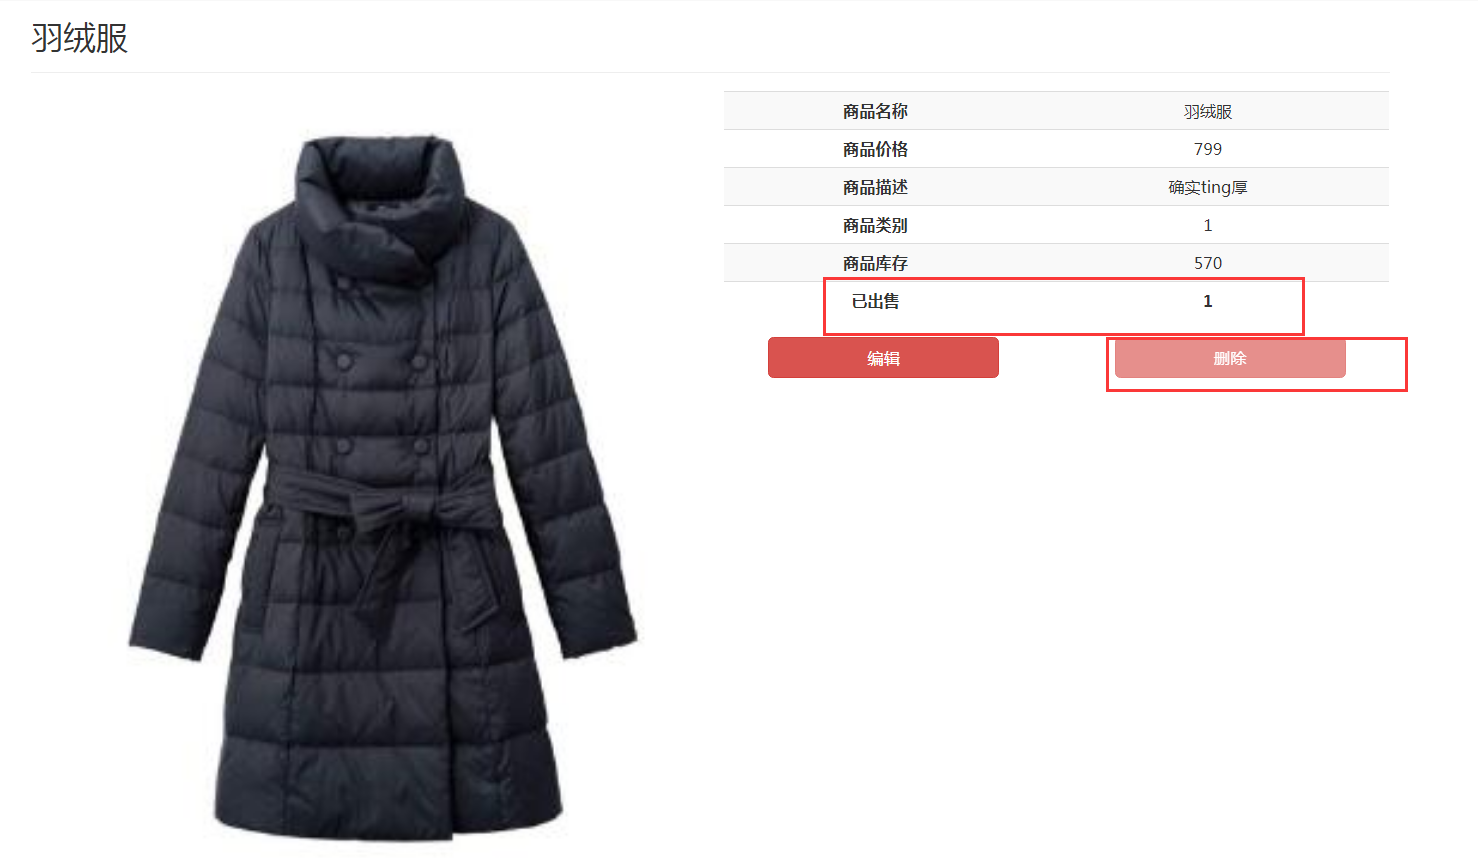 羽绒服
商品名称 羽绒服
商品价格 799
商品描述 确实ting厚
商品类别 1
商品库存 570
已出售 1
编辑 删除